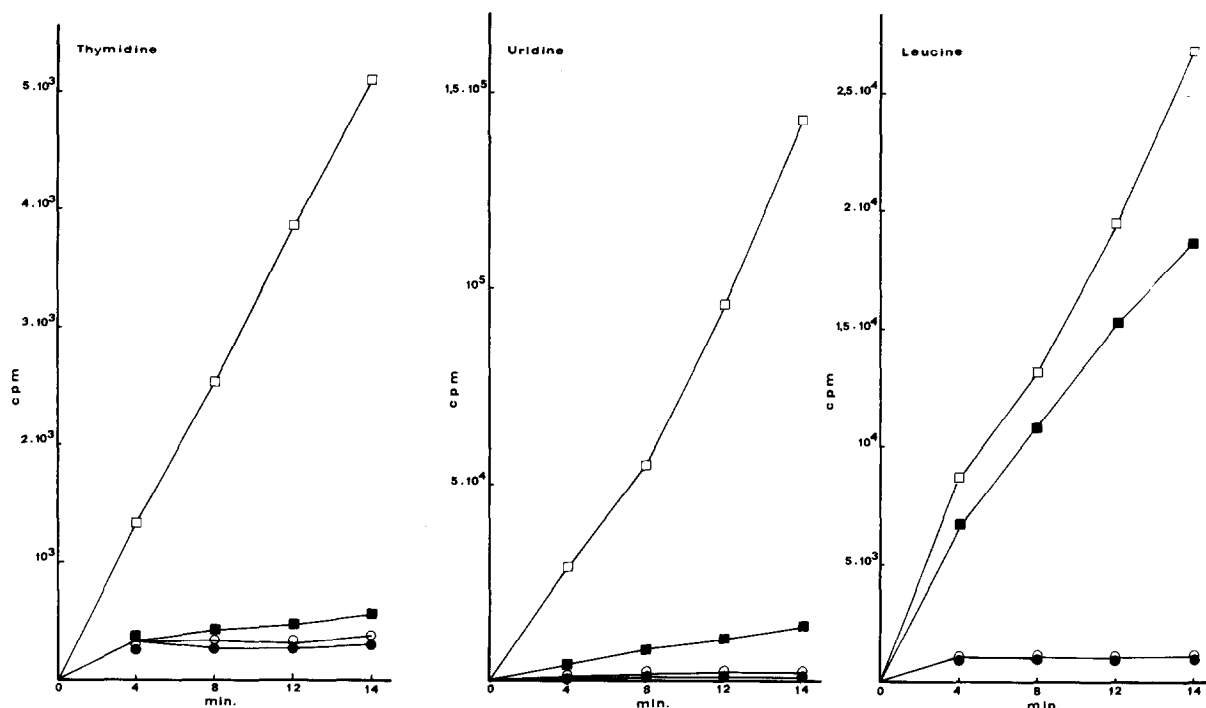 Thymidine
5.10³
4.10³
3.10³
2.10³
10³
cpm
0 4 8 12 14
min.
Uridine
1,5.10⁵
10⁵
5.10⁴
cpm
0 4 8 12 14
min.
Leucine
2,5.10⁴
2.10⁴
1,5.10⁴
10⁴
5.10³
cpm
0 4 8 12 14
min